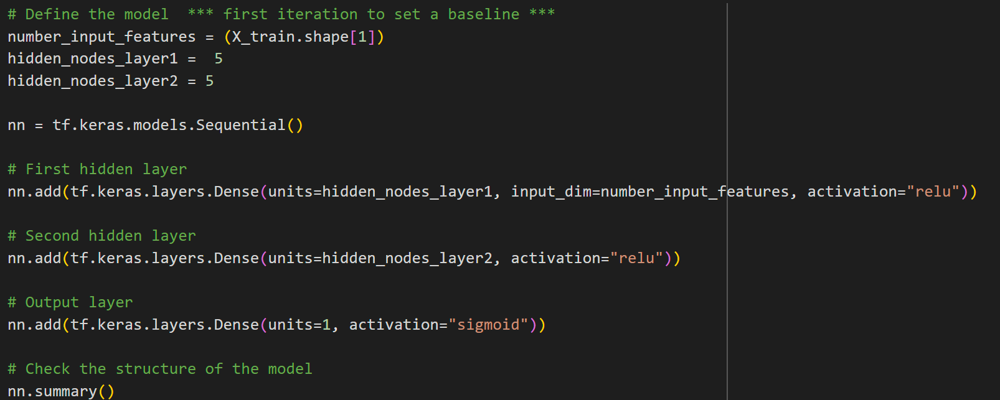 # Define the model  *** first iteration to set a baseline ***
number_input_features = (X_train.shape[1])
hidden_nodes_layer1 =  5
hidden_nodes_layer2 = 5
nn = tf.keras.models.Sequential()
# First hidden layer
nn.add(tf.keras.layers.Dense(units=hidden_nodes_layer1, input_dim=number_input_features, activation="relu"))
# Second hidden layer
nn.add(tf.keras.layers.Dense(units=hidden_nodes_layer2, activation="relu"))
# Output layer
nn.add(tf.keras.layers.Dense(units=1, activation="sigmoid"))
# Check the structure of the model
nn.summary()